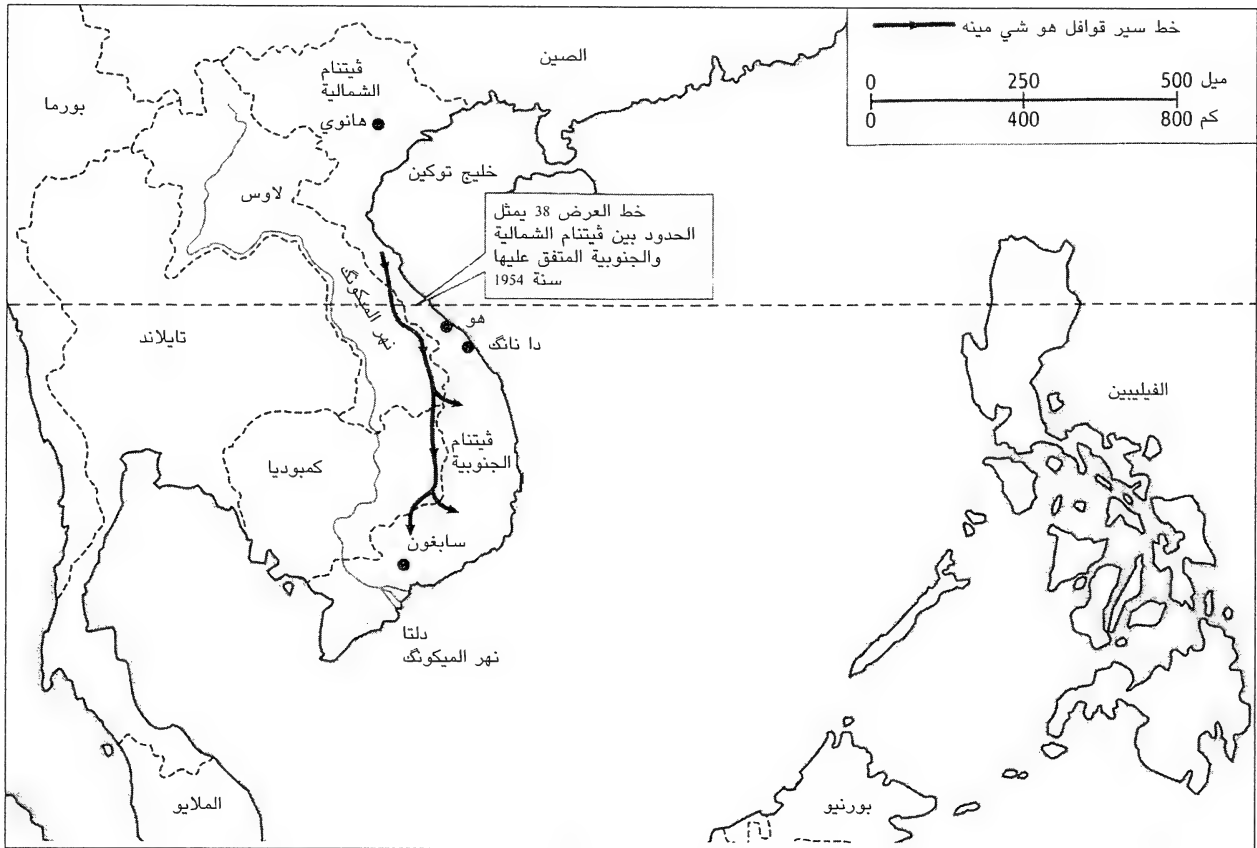 خط سير قوافل هو شي مينه
0 250 500 ميل
0 400 800 كم
الصين
ڤيتنام
الشمالية
هانوي
بورما
خليج توكين
لاوس
خط العرض 38 يمثل
الحدود بين ڤيتنام الشمالية
والجنوبية المتفق عليها
سنة 1954
نهر الميكونگ
هو
دا نانگ
تايلاند
الفيليبين
ڤيتنام
الجنوبية
كمبوديا
سايغون
دلتا
نهر الميكونگ
الملايو
بورنيو